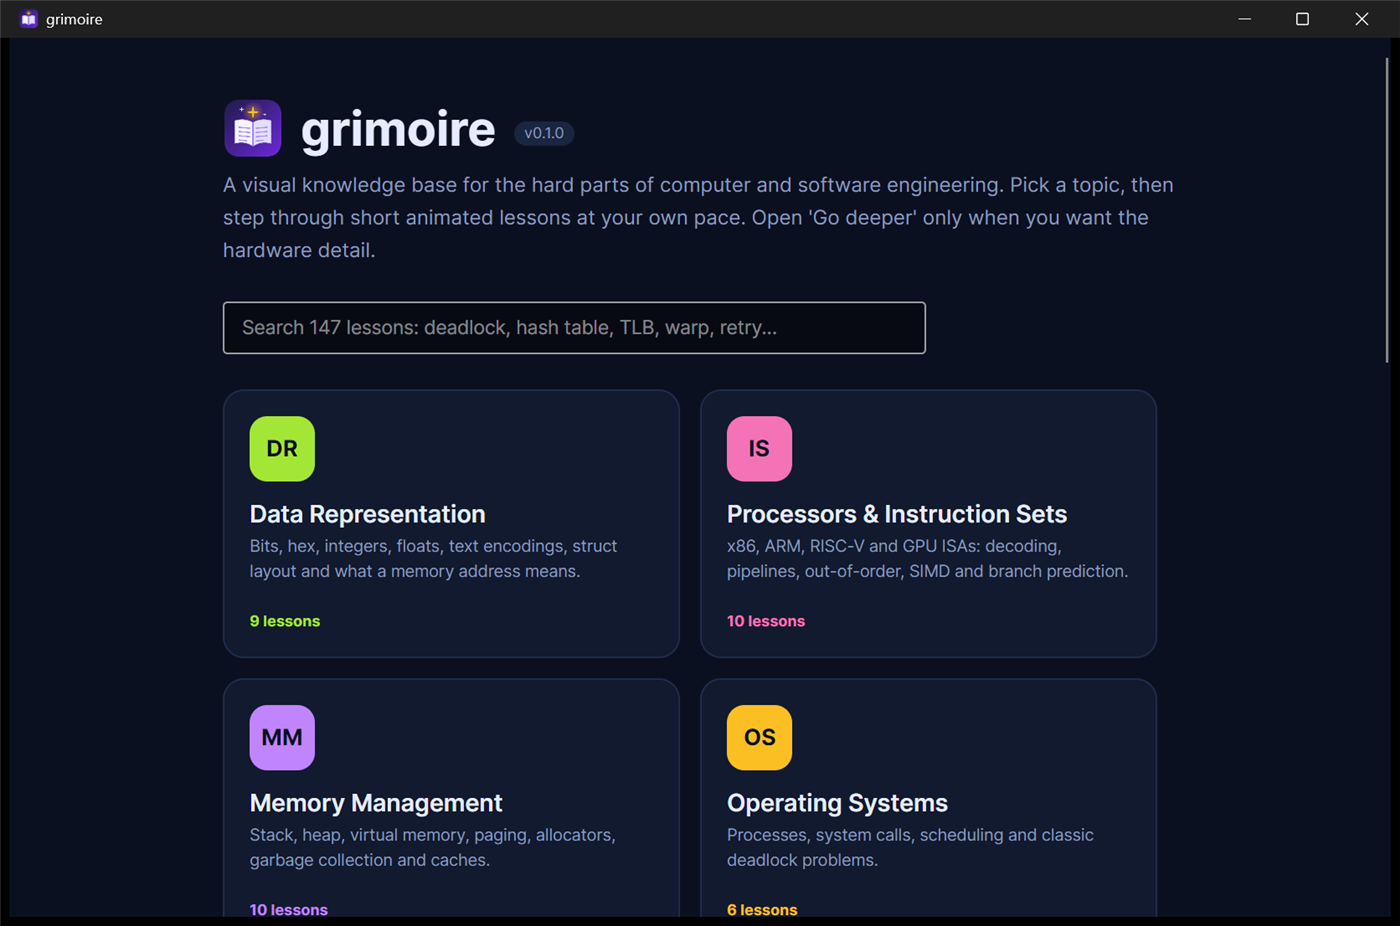 grimoire
grimoire v0.1.0
A visual knowledge base for the hard parts of computer and software engineering. Pick a topic, then
step through short animated lessons at your own pace. Open 'Go deeper' only when you want the
hardware detail.
Search 147 lessons: deadlock, hash table, TLB, warp, retry...
DR
Data Representation
Bits, hex, integers, floats, text encodings, struct
layout and what a memory address means.
9 lessons
IS
Processors & Instruction Sets
x86, ARM, RISC-V and GPU ISAs: decoding,
pipelines, out-of-order, SIMD and branch prediction.
10 lessons
MM
Memory Management
Stack, heap, virtual memory, paging, allocators,
garbage collection and caches.
10 lessons
OS
Operating Systems
Processes, system calls, scheduling and classic
deadlock problems.
6 lessons